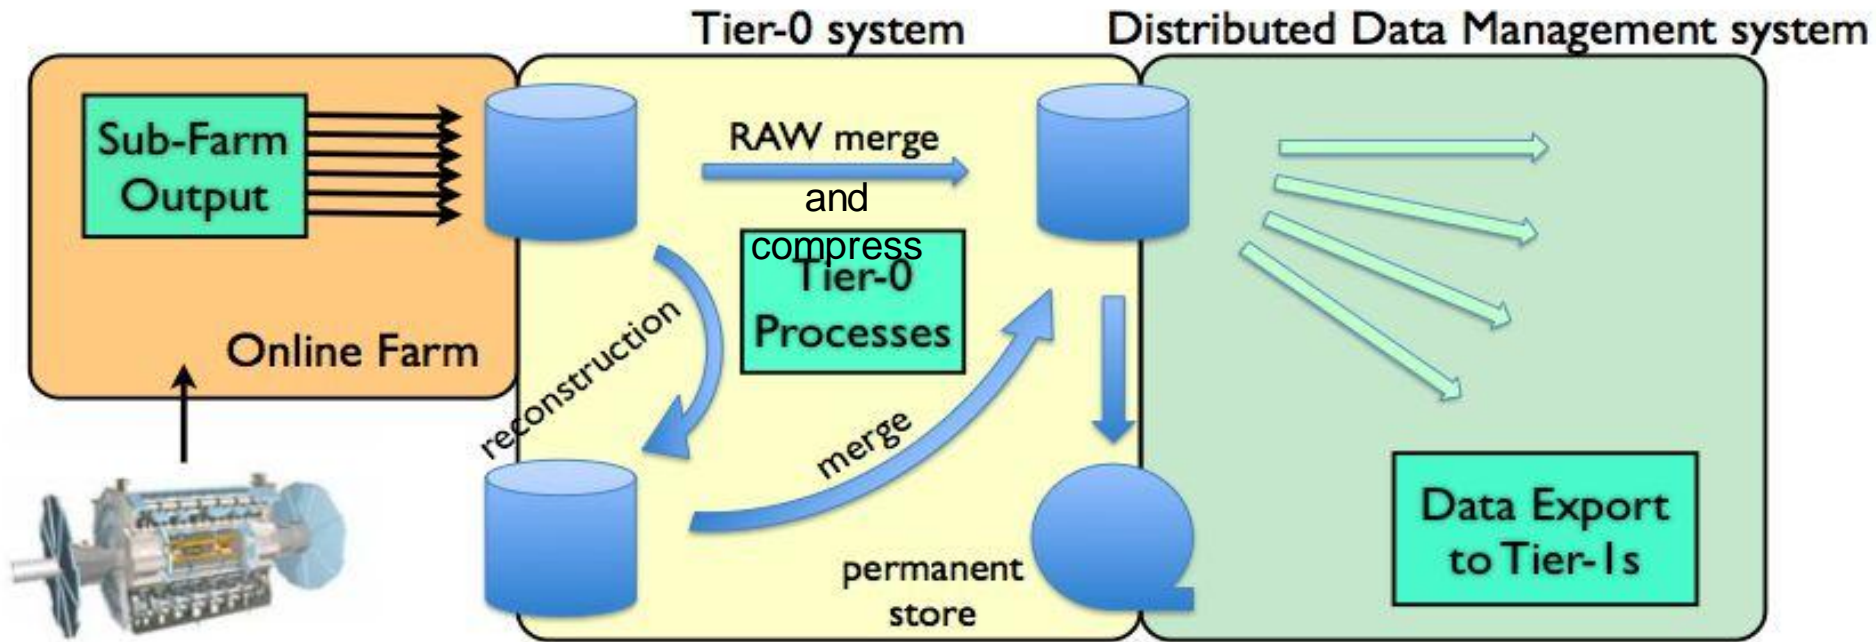 Tier-0 system
Distributed Data Management system
Sub-Farm
Output
Online Farm
RAW merge
and
compress
Tier-0
Processes
reconstruction
merge
permanent
store
Data Export
to Tier-1s